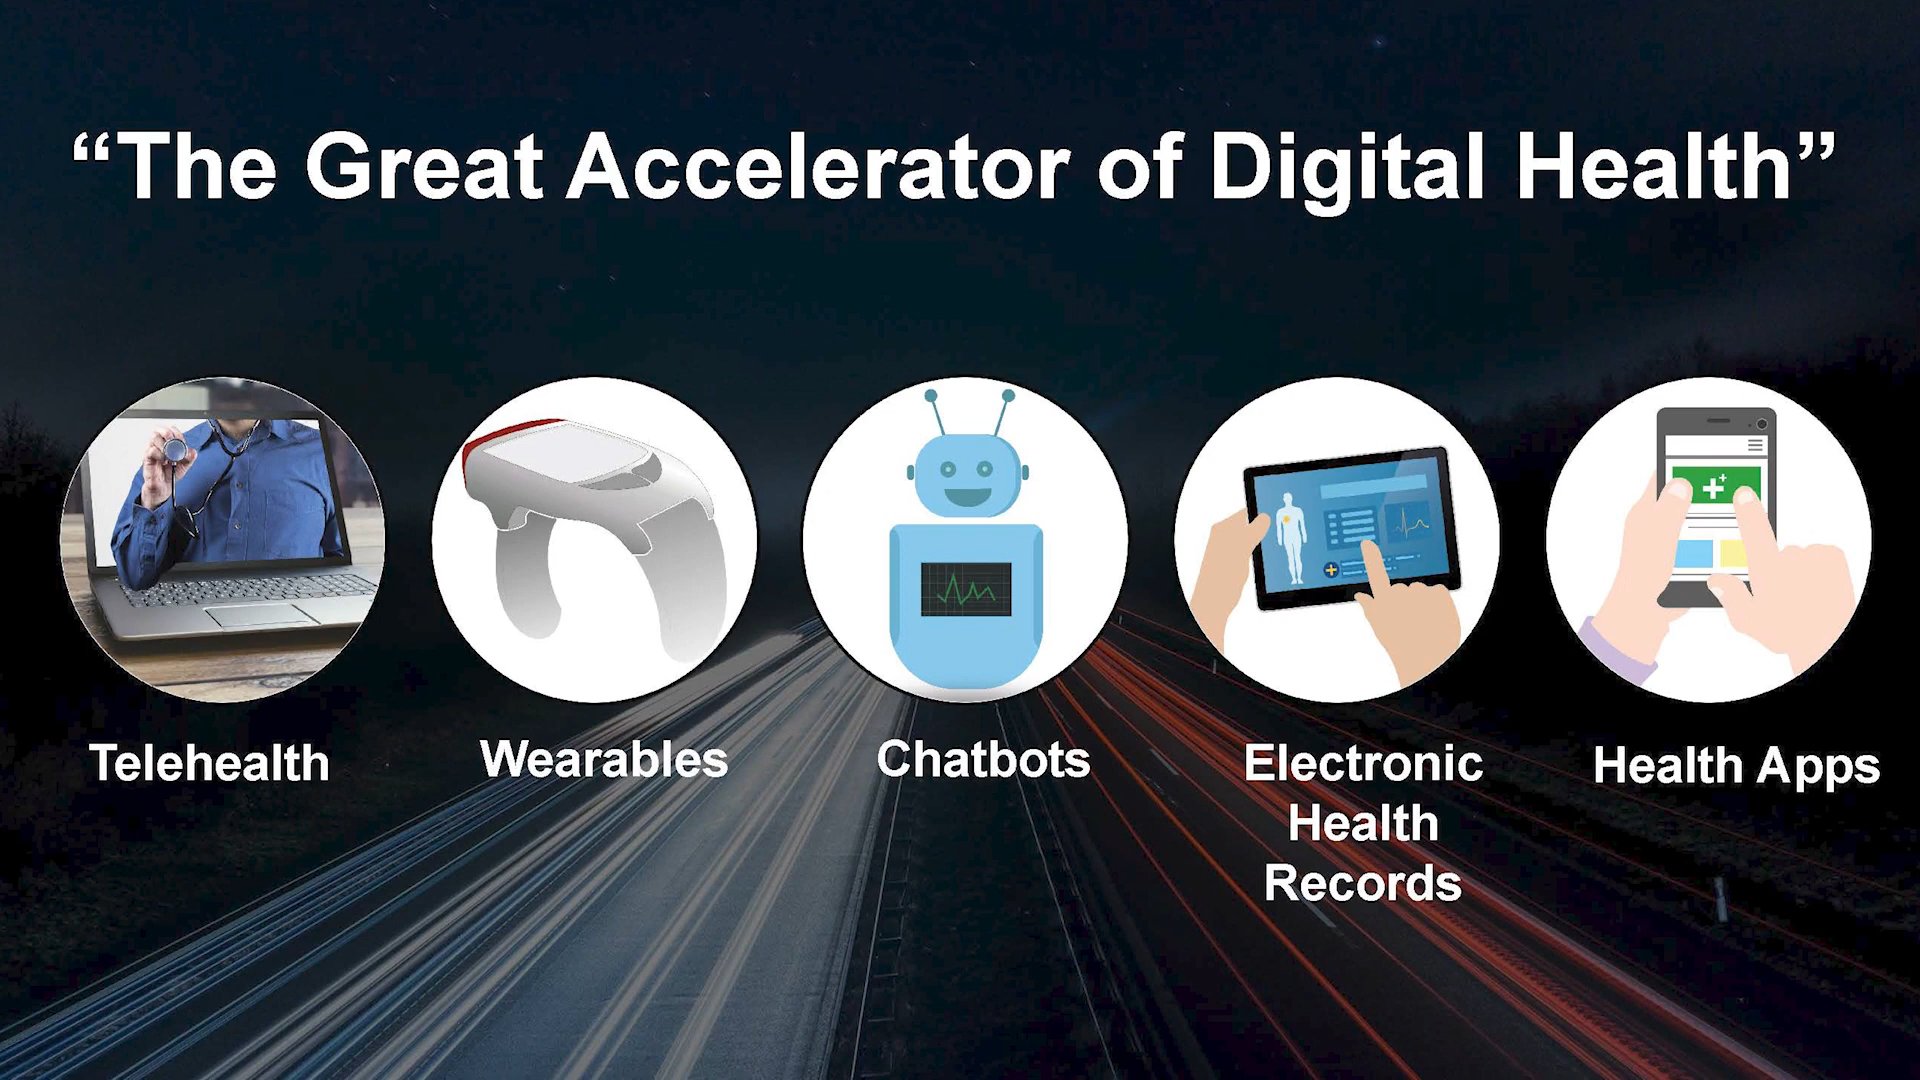 “The Great Accelerator of Digital Health”
Telehealth
Wearables
Chatbots
Electronic
Health
Records
Health Apps